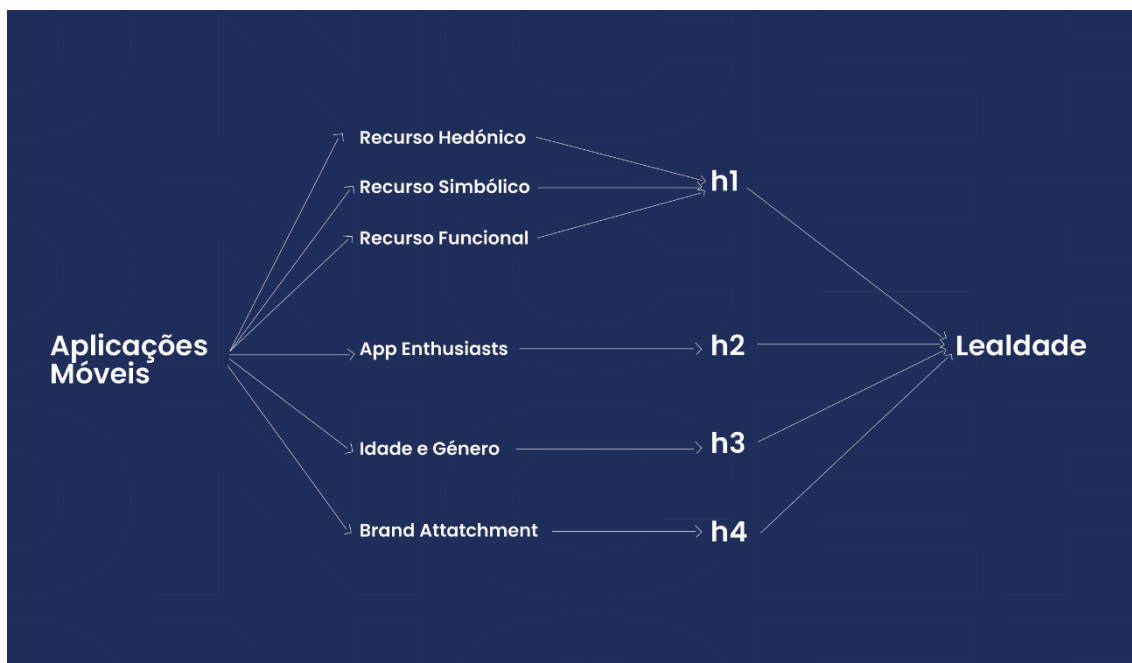 Recurso Hedónico
Recurso Simbólico
h1
Recurso Funcional
Aplicações
Móveis
App Enthusiasts
h2
Lealdade
Idade e Género
h3
Brand Attatchment
h4